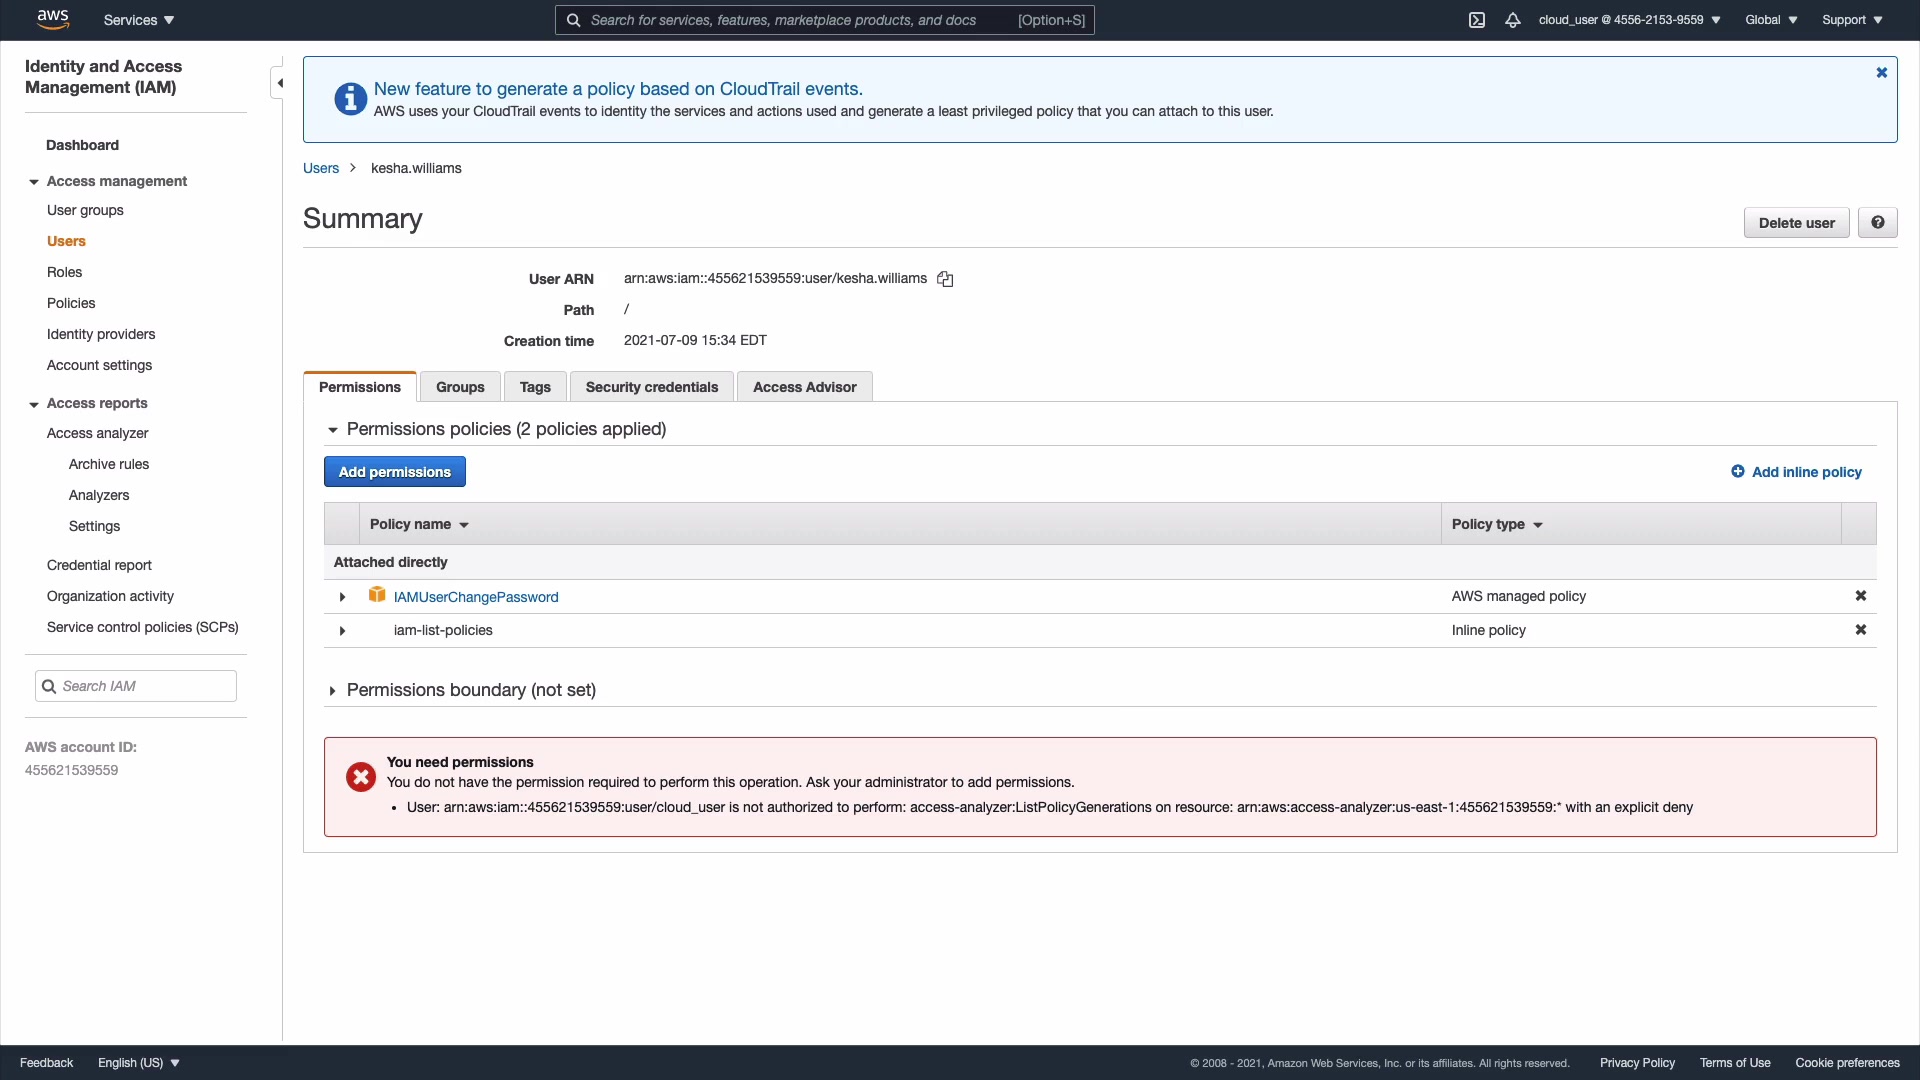 aws
Services
Search for services, features, marketplace products, and docs
[Option+S]
cloud_user @ 4556-2153-9559
Global
Support
Identity and Access
Management (IAM)
Dashboard
Access management
User groups
Users
Roles
Policies
Identity providers
Account settings
Access reports
Access analyzer
Archive rules
Analyzers
Settings
Credential report
Organization activity
Service control policies (SCPs)
Search IAM
AWS account ID:
455621539559
New feature to generate a policy based on CloudTrail events.
AWS uses your CloudTrail events to identify the services and actions used and generate a least privileged policy that you can attach to this user.
Users > kesha.williams
Summary
Delete user
User ARN arn:aws:iam::455621539559:user/kesha.williams
Path /
Creation time 2021-07-09 15:34 EDT
Permissions
Groups
Tags
Security credentials
Access Advisor
Permissions policies (2 policies applied)
Add permissions
Add inline policy
Policy name
Policy type
Attached directly
IAMUserChangePassword AWS managed policy
iam-list-policies Inline policy
Permissions boundary (not set)
You need permissions
You do not have the permission required to perform this operation. Ask your administrator to add permissions.
• User: arn:aws:iam::455621539559:user/cloud_user is not authorized to perform: access-analyzer:ListPolicyGenerations on resource: arn:aws:access-analyzer:us-east-1:455621539559:* with an explicit deny
Feedback
English (US)
© 2008 - 2021, Amazon Web Services, Inc. or its affiliates. All rights reserved.
Privacy Policy
Terms of Use
Cookie preferences